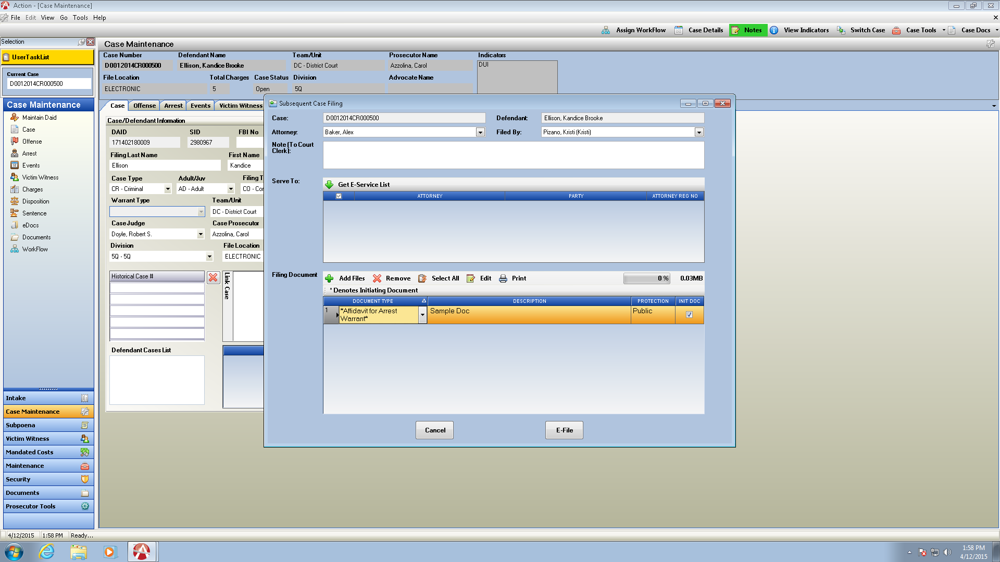 Action - [Case Maintenance]
File Edit View Go Tools Help
Assign WorkFlow Case Details Notes View Indicators Switch Case Case Tools Case Docs
Selection
UserTaskList
Current Case
D0012014CR000500
Case Maintenance
Maintain Daid
Case
Offense
Arrest
Events
Victim Witness
Charges
Disposition
Sentence
eDocs
Documents
WorkFlow
Intake
Case Maintenance
Subpoena
Victim Witness
Mandated Costs
Maintenance
Security
Documents
Prosecutor Tools
Case Maintenance
Case Number Defendant Name Team/Unit Prosecutor Name Indicators
D0012014CR000500 Ellison, Kandice Brooke DC - District Court Azzolina, Carol DUI
File Location Total Charges Case Status Division Advocate Name
ELECTRONIC 5 Open 5Q
Case Offense Arrest Events Victim Witness
Case/Defendant Information
DAID SID FBI No
171402180009 2980967
Filing Last Name First Name
Ellison Kandice
Case Type Adult/Juv Filing T
CR - Criminal AD - Adult CO - Cor
Warrant Type Team/Unit
DC - District Court
Case Judge Case Prosecutor
Doyle, Robert S. Azzolina, Carol
Division File Location
5Q - 5Q ELECTRONIC
Historical Case #
Link Case
Defendant Cases List
Subsequent Case Filing
Case: D0012014CR000500 Defendant: Ellison, Kandice Brooke
Attorney: Baker, Alex Filed By: Pizano, Kristi (Kristi)
Note (To Court
Clerk):
Serve To: Get E-Service List
ATTORNEY PARTY ATTORNEY REG NO
Filing Document Add Files Remove Select All Edit Print 0 % 0.03MB
* Denotes Initiating Document
DOCUMENT TYPE DESCRIPTION PROTECTION INIT DOC
1 *Affidavit for Arrest Sample Doc Public
Warrant*
Cancel E-File
4/12/2015 1:58 PM Ready...
1:58 PM
4/12/2015